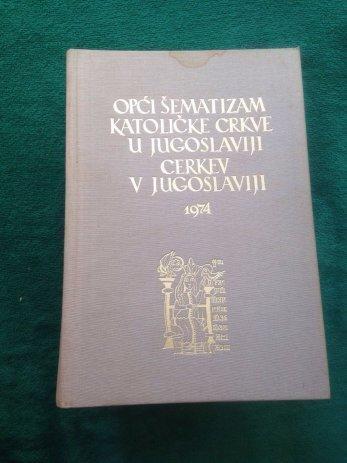 OPĆI ŠEMATIZAM
KATOLIČKE CRKVE
U JUGOSLAVIJI
CERKEV
V JUGOSLAVIJI
1974